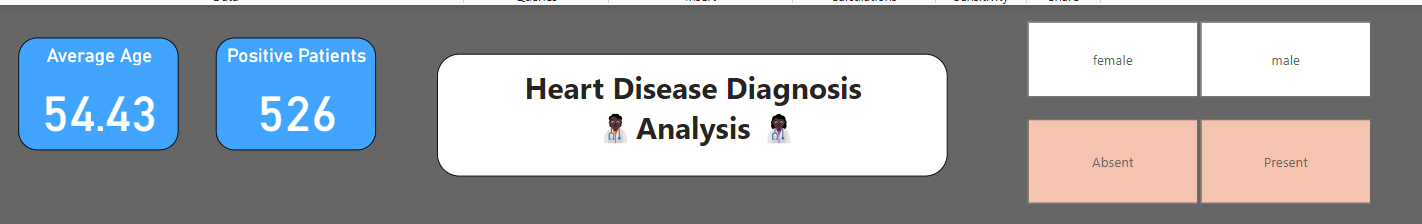 Average Age
54.43
Positive Patients
526
Heart Disease Diagnosis
Analysis
female
male
Absent
Present